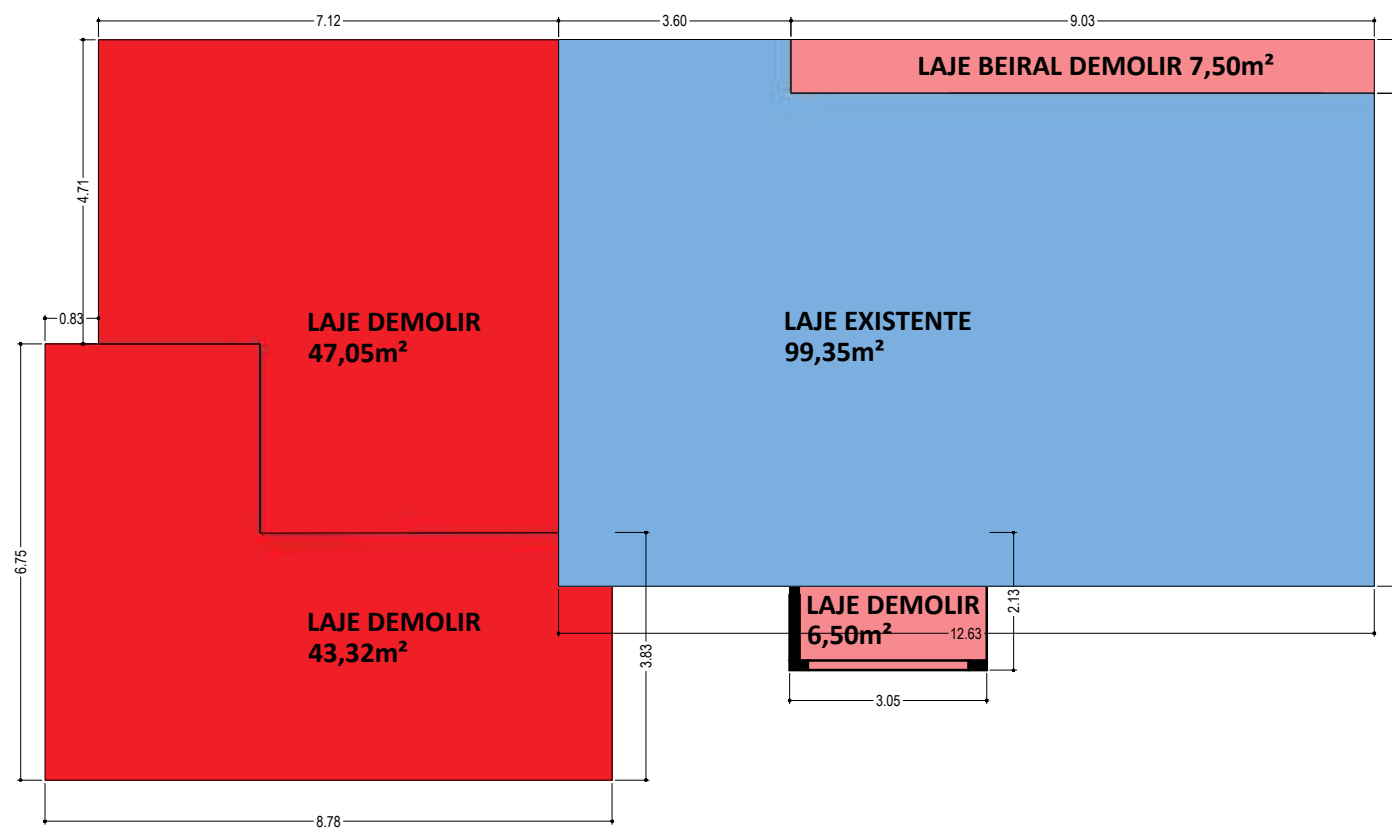 7.12
3.60
9.03
LAJE BEIRAL DEMOLIR 7,50m²
4.71
0.83
LAJE DEMOLIR
47,05m²
LAJE EXISTENTE
99,35m²
6.75
LAJE DEMOLIR
43,32m²
3.83
LAJE DEMOLIR
6,50m²
12.63
2.13
3.05
8.78